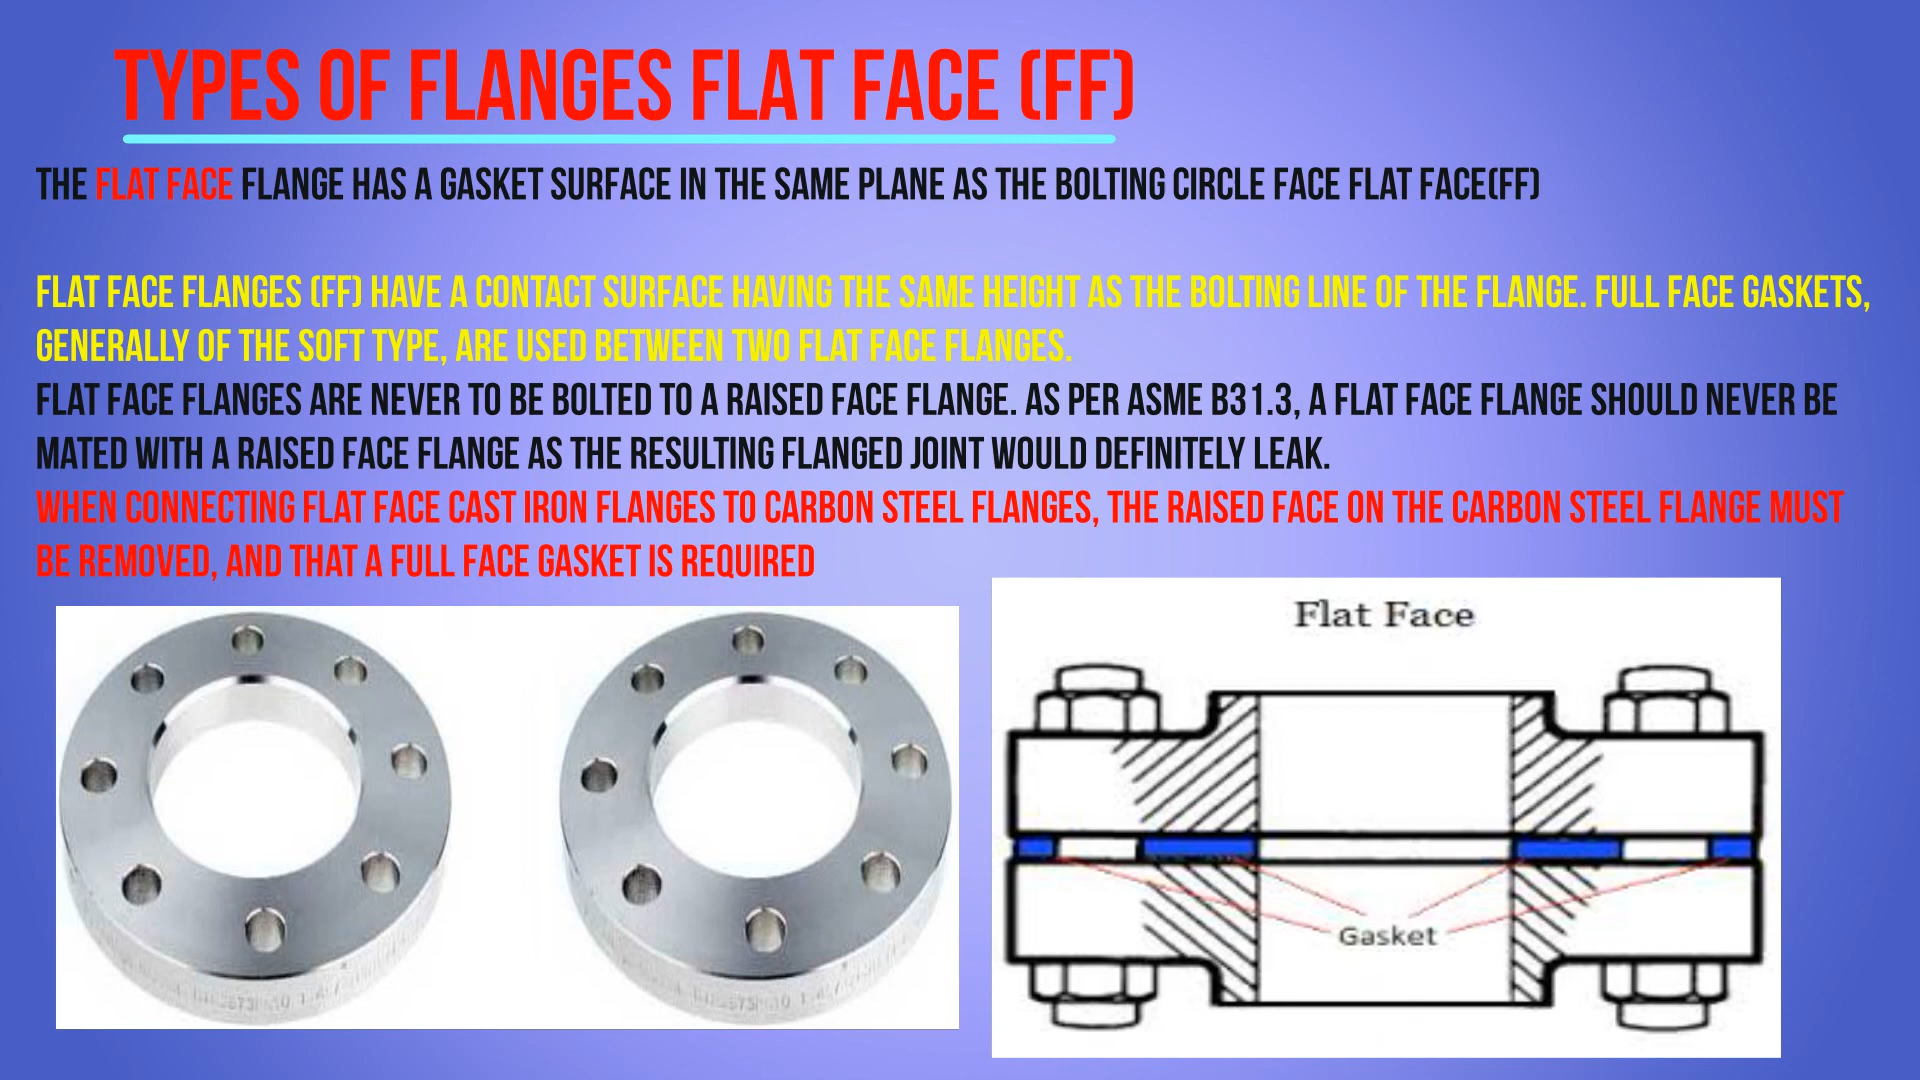 TYPES OF FLANGES FLAT FACE (FF)
THE FLAT FACE FLANGE HAS A GASKET SURFACE IN THE SAME PLANE AS THE BOLTING CIRCLE FACE FLAT FACE(FF)
FLAT FACE FLANGES (FF) HAVE A CONTACT SURFACE HAVING THE SAME HEIGHT AS THE BOLTING LINE OF THE FLANGE. FULL FACE GASKETS,
GENERALLY OF THE SOFT TYPE, ARE USED BETWEEN TWO FLAT FACE FLANGES.
FLAT FACE FLANGES ARE NEVER TO BE BOLTED TO A RAISED FACE FLANGE. AS PER ASME B31.3, A FLAT FACE FLANGE SHOULD NEVER BE
MATED WITH A RAISED FACE FLANGE AS THE RESULTING FLANGED JOINT WOULD DEFINITELY LEAK.
WHEN CONNECTING FLAT FACE CAST IRON FLANGES TO CARBON STEEL FLANGES, THE RAISED FACE ON THE CARBON STEEL FLANGE MUST
BE REMOVED, AND THAT A FULL FACE GASKET IS REQUIRED
Flat Face
Gasket